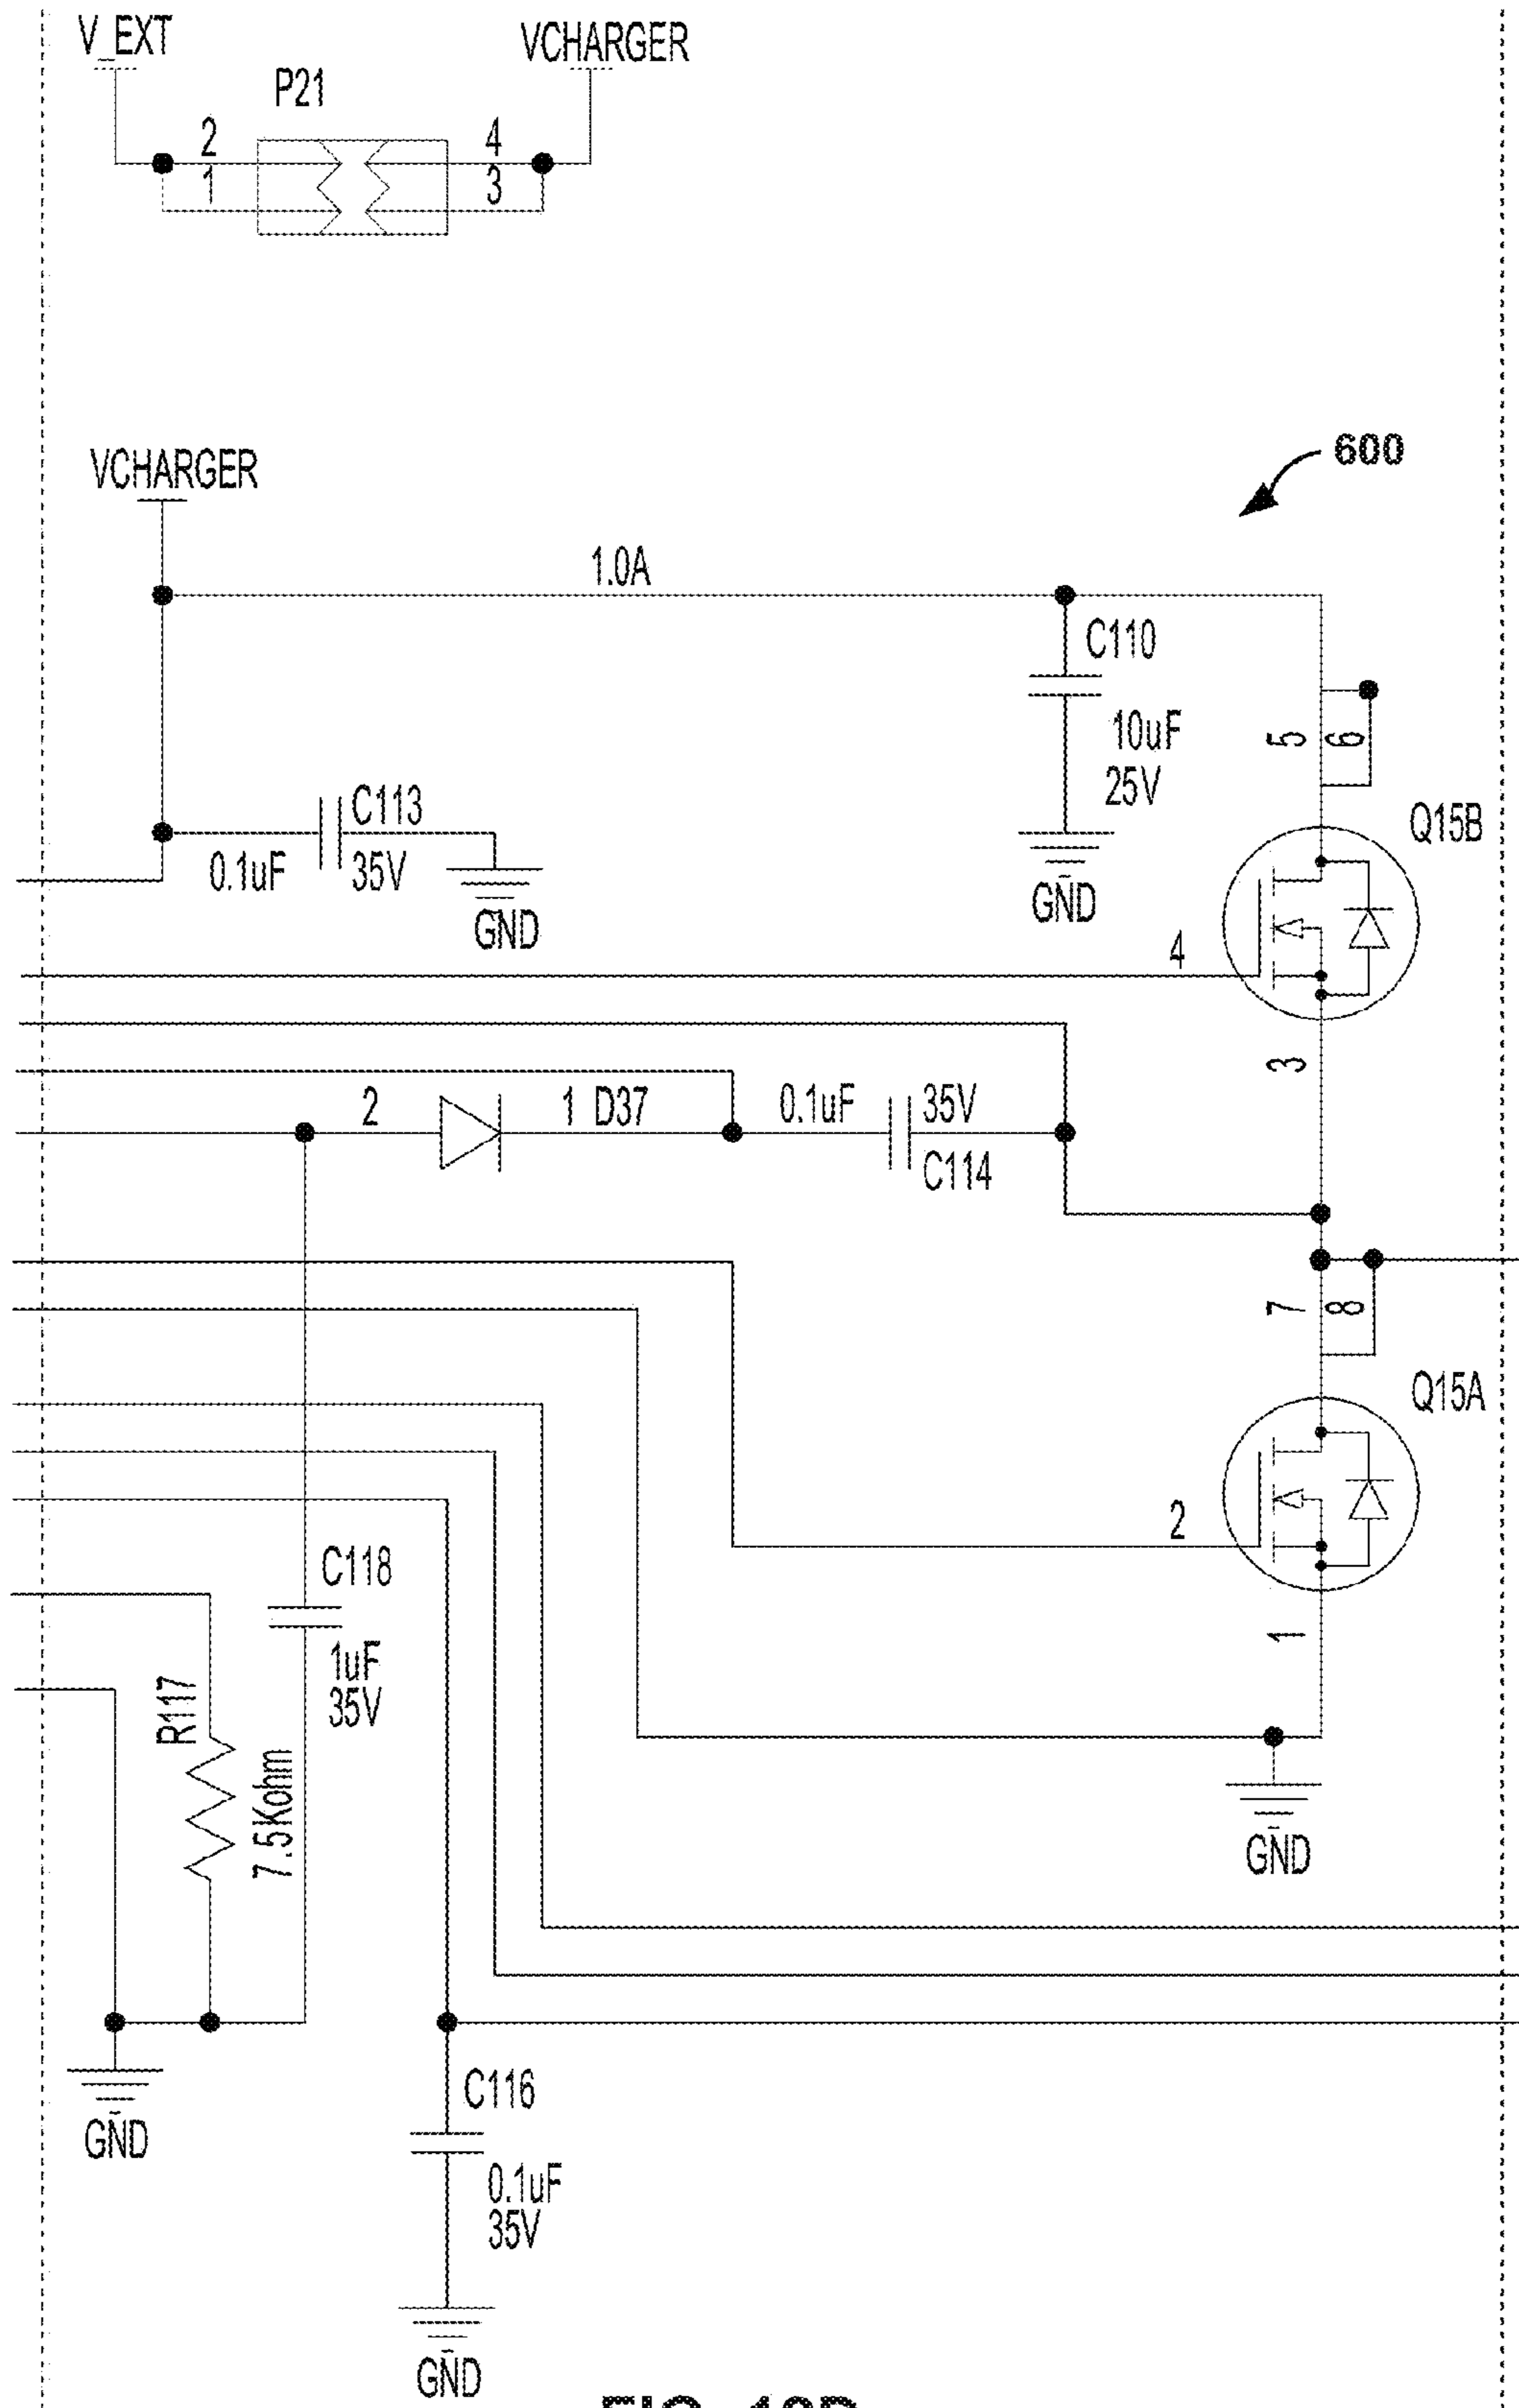 V_EXT
VCHARGER
P21
2
4
1
3
600
VCHARGER
1.0A
C110
10uF
25V
5
6
C113
0.1uF
35V
GND
GND
Q15B
4
3
2
1 D37
0.1uF
35V
C114
7
8
Q15A
2
C118
1uF
35V
1
R117
7.5Kohm
GND
GND
C116
0.1uF
35V
GND